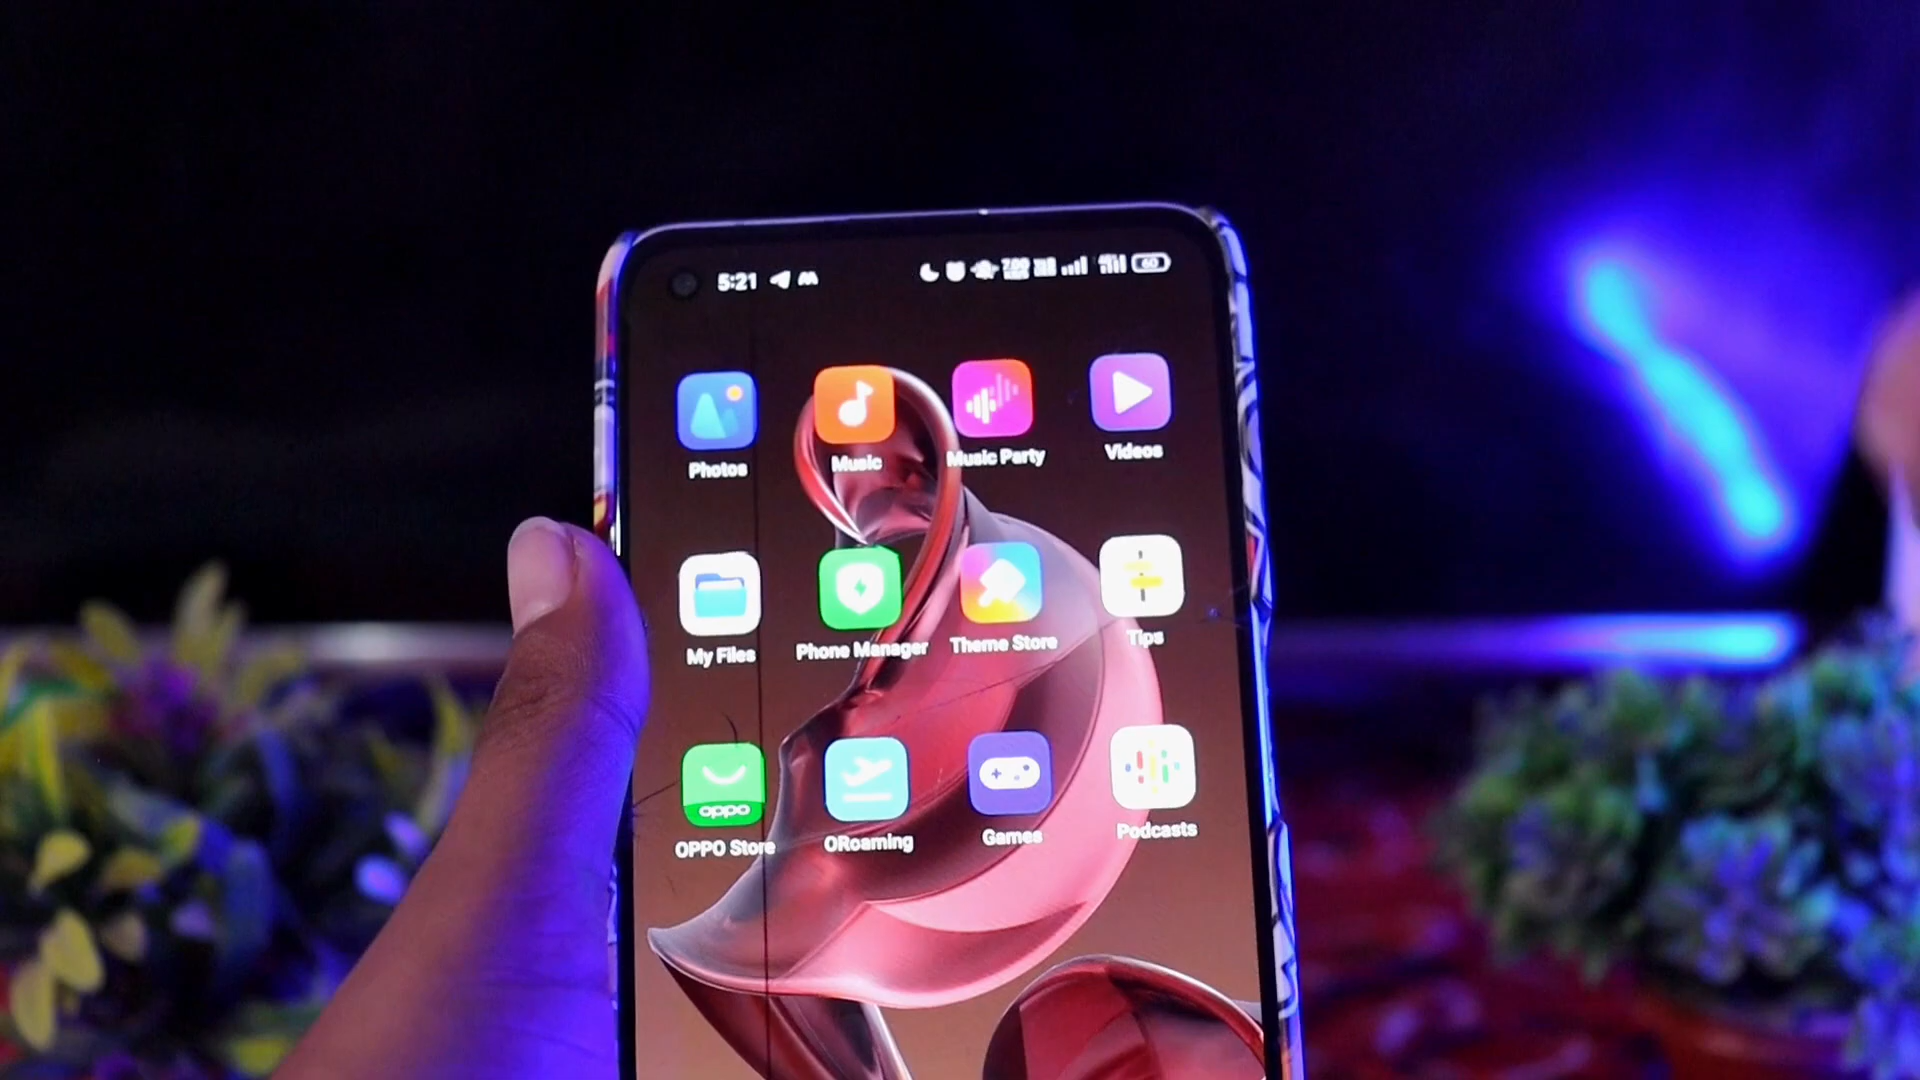 5:21
60
Photos Music Music Party Videos
My Files Phone Manager Theme Store Tips
oppo
OPPO Store ORoaming Games Podcasts